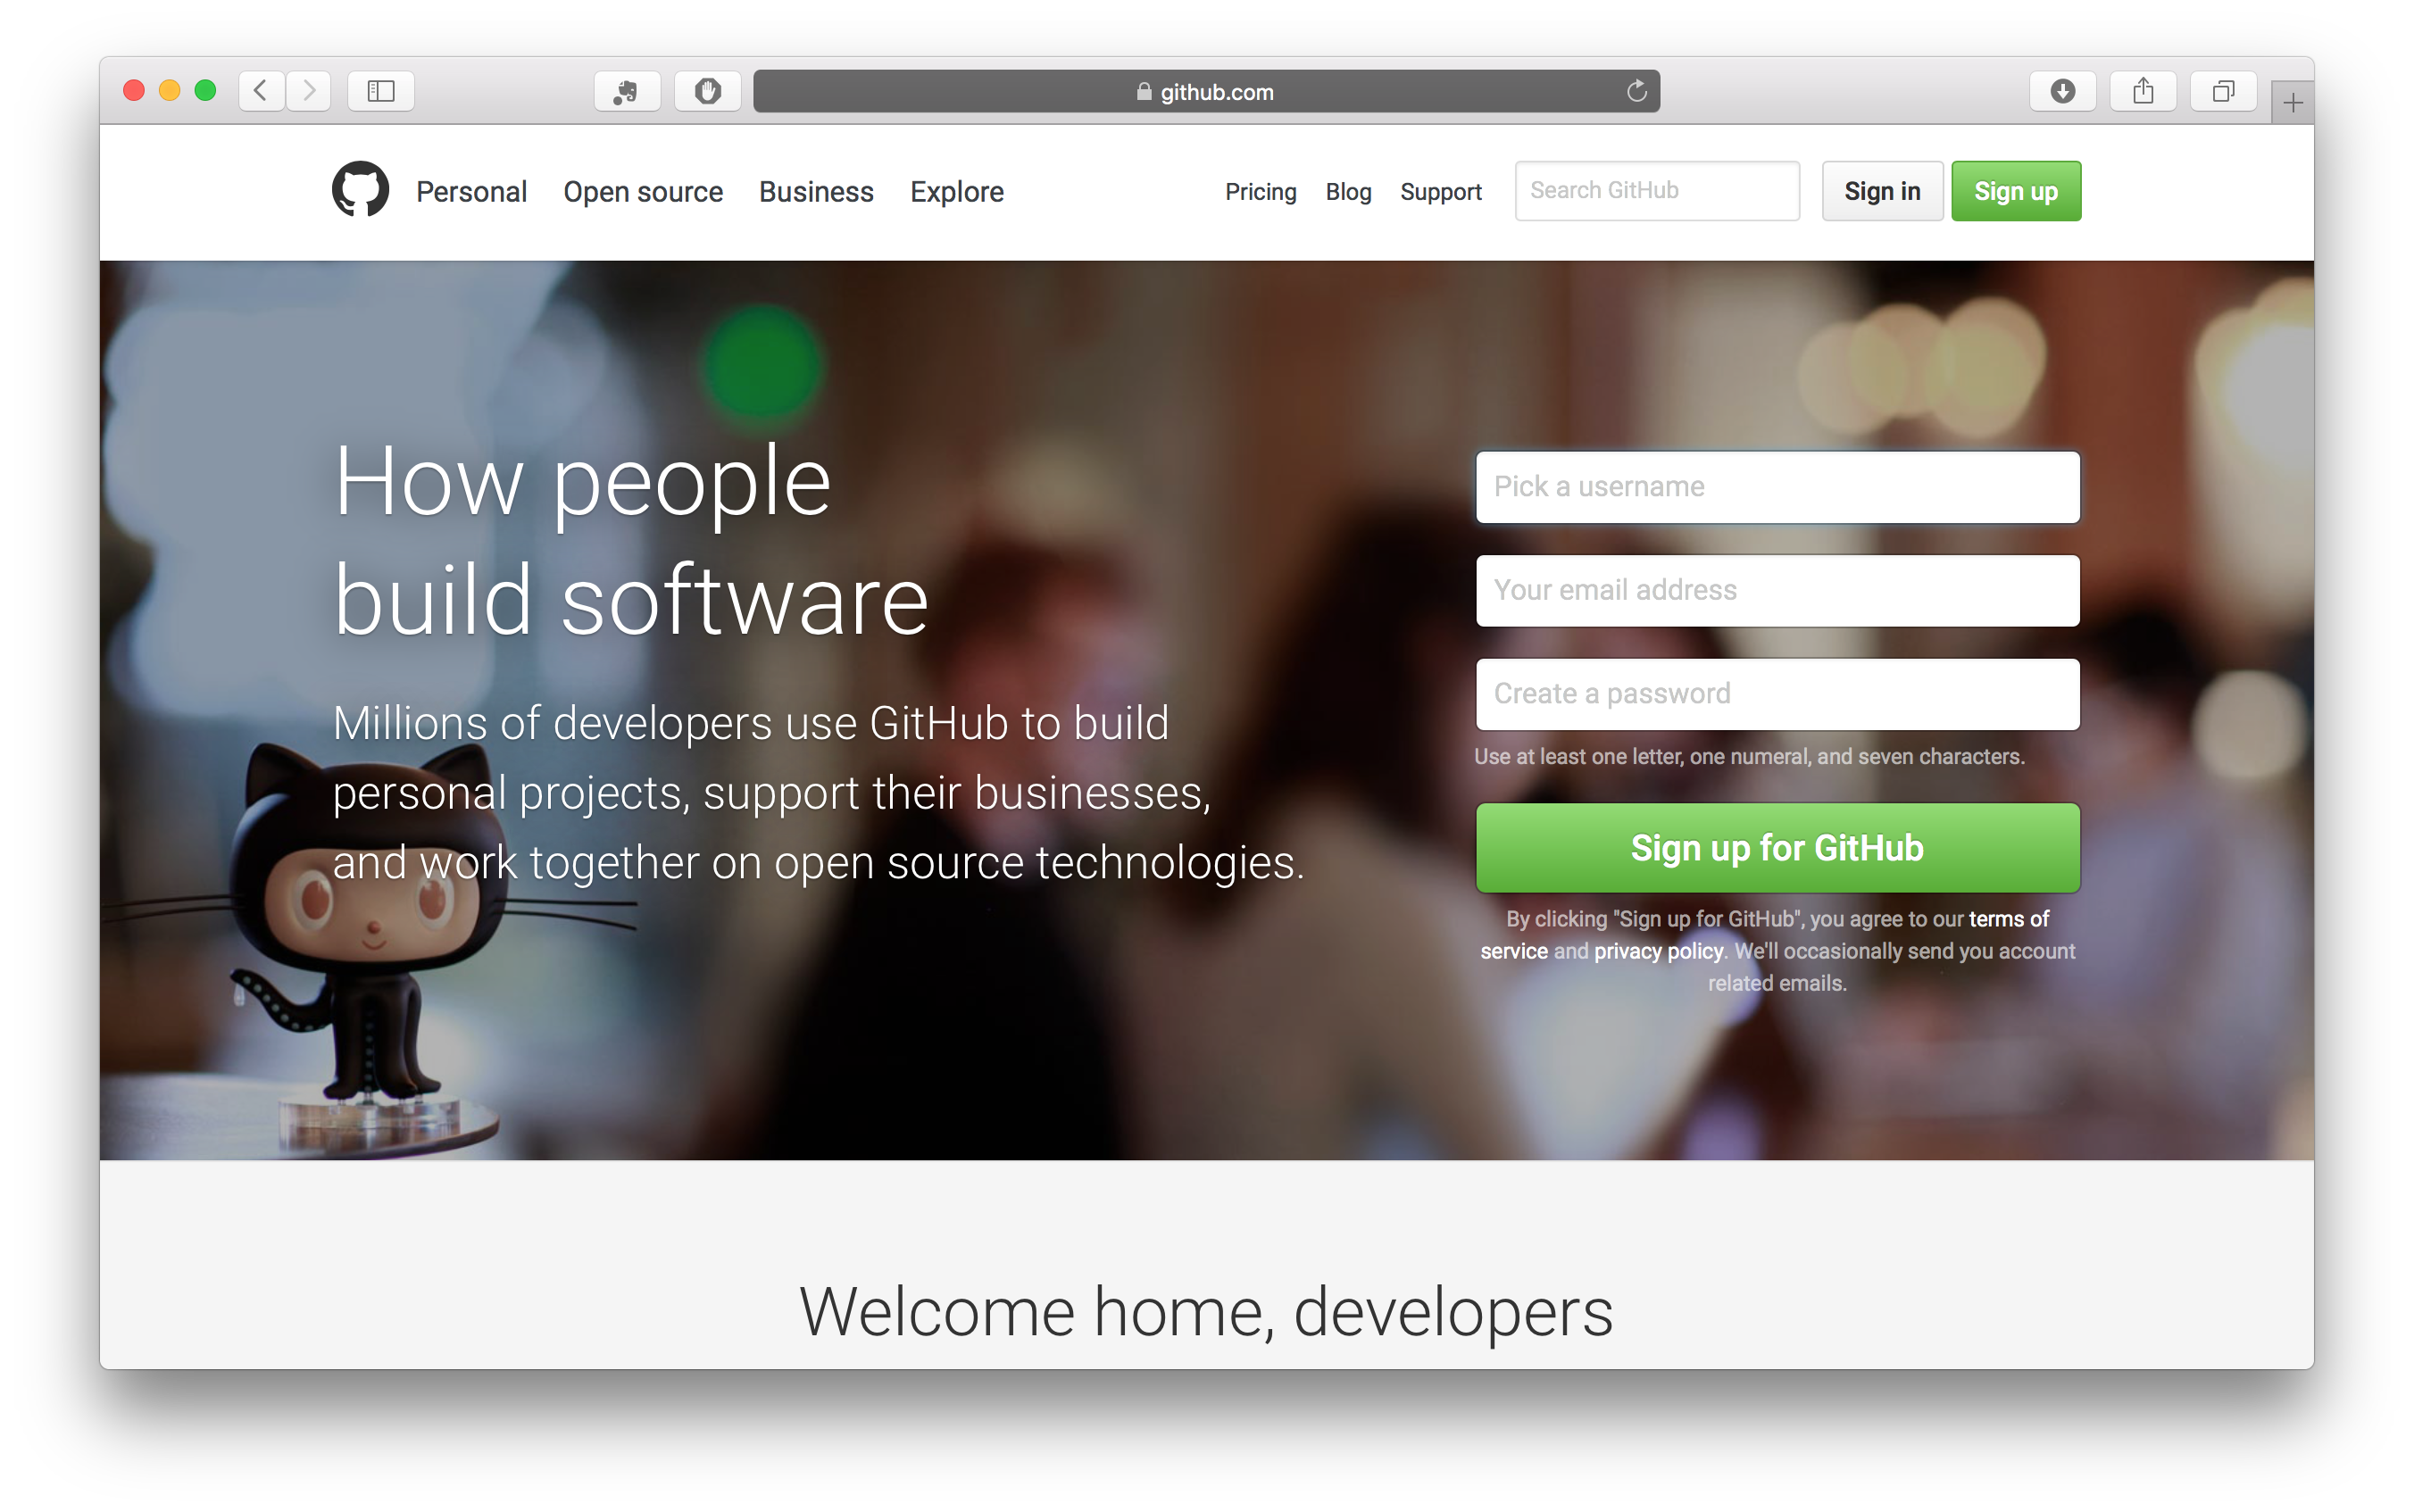 github.com
Personal Open source Business Explore Pricing Blog Support Search GitHub Sign in Sign up
How people
build software
Millions of developers use GitHub to build
personal projects, support their businesses,
and work together on open source technologies.
Pick a username
Your email address
Create a password
Use at least one letter, one numeral, and seven characters.
Sign up for GitHub
By clicking "Sign up for GitHub", you agree to our terms of
service and privacy policy. We'll occasionally send you account
related emails.
Welcome home, developers